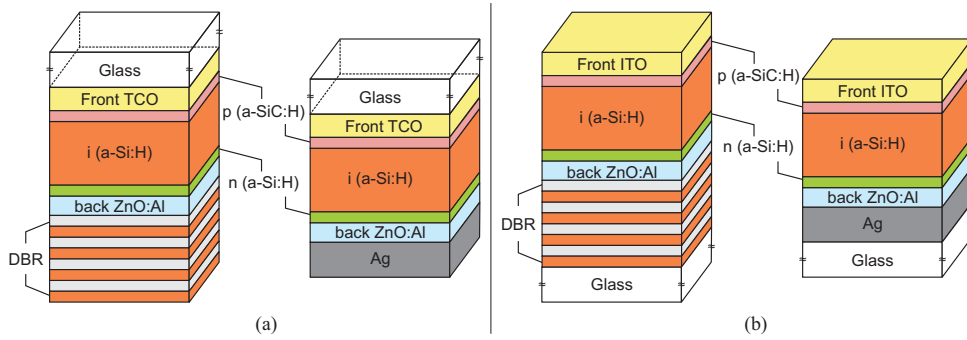 Glass
Front TCO
i (a-Si:H)
back ZnO:Al
DBR
p (a-SiC:H)
n (a-Si:H)
Glass
Front TCO
i (a-Si:H)
back ZnO:Al
Ag
(a)
Front ITO
i (a-Si:H)
back ZnO:Al
DBR
Glass
p (a-SiC:H)
n (a-Si:H)
Front ITO
i (a-Si:H)
back ZnO:Al
Ag
Glass
(b)